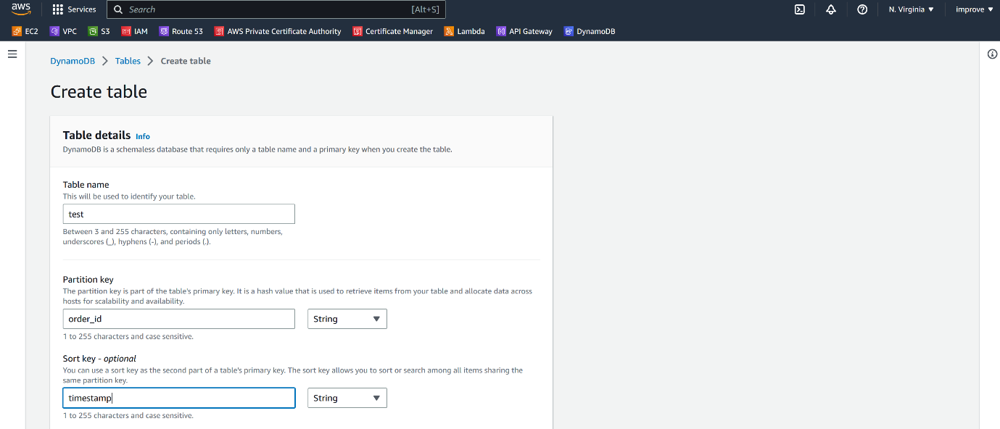 aws Services Search [Alt+S] N. Virginia ▼ improve ▼
EC2 VPC S3 IAM Route 53 AWS Private Certificate Authority Certificate Manager Lambda API Gateway DynamoDB
DynamoDB > Tables > Create table
Create table
Table details Info
DynamoDB is a schemaless database that requires only a table name and a primary key when you create the table.
Table name
This will be used to identify your table.
test
Between 3 and 255 characters, containing only letters, numbers,
underscores (_), hyphens (-), and periods (.).
Partition key
The partition key is part of the table's primary key. It is a hash value that is used to retrieve items from your table and allocate data across
hosts for scalability and availability.
order_id String ▼
1 to 255 characters and case sensitive.
Sort key - optional
You can use a sort key as the second part of a table's primary key. The sort key allows you to sort or search among all items sharing the
same partition key.
timestamp String ▼
1 to 255 characters and case sensitive.